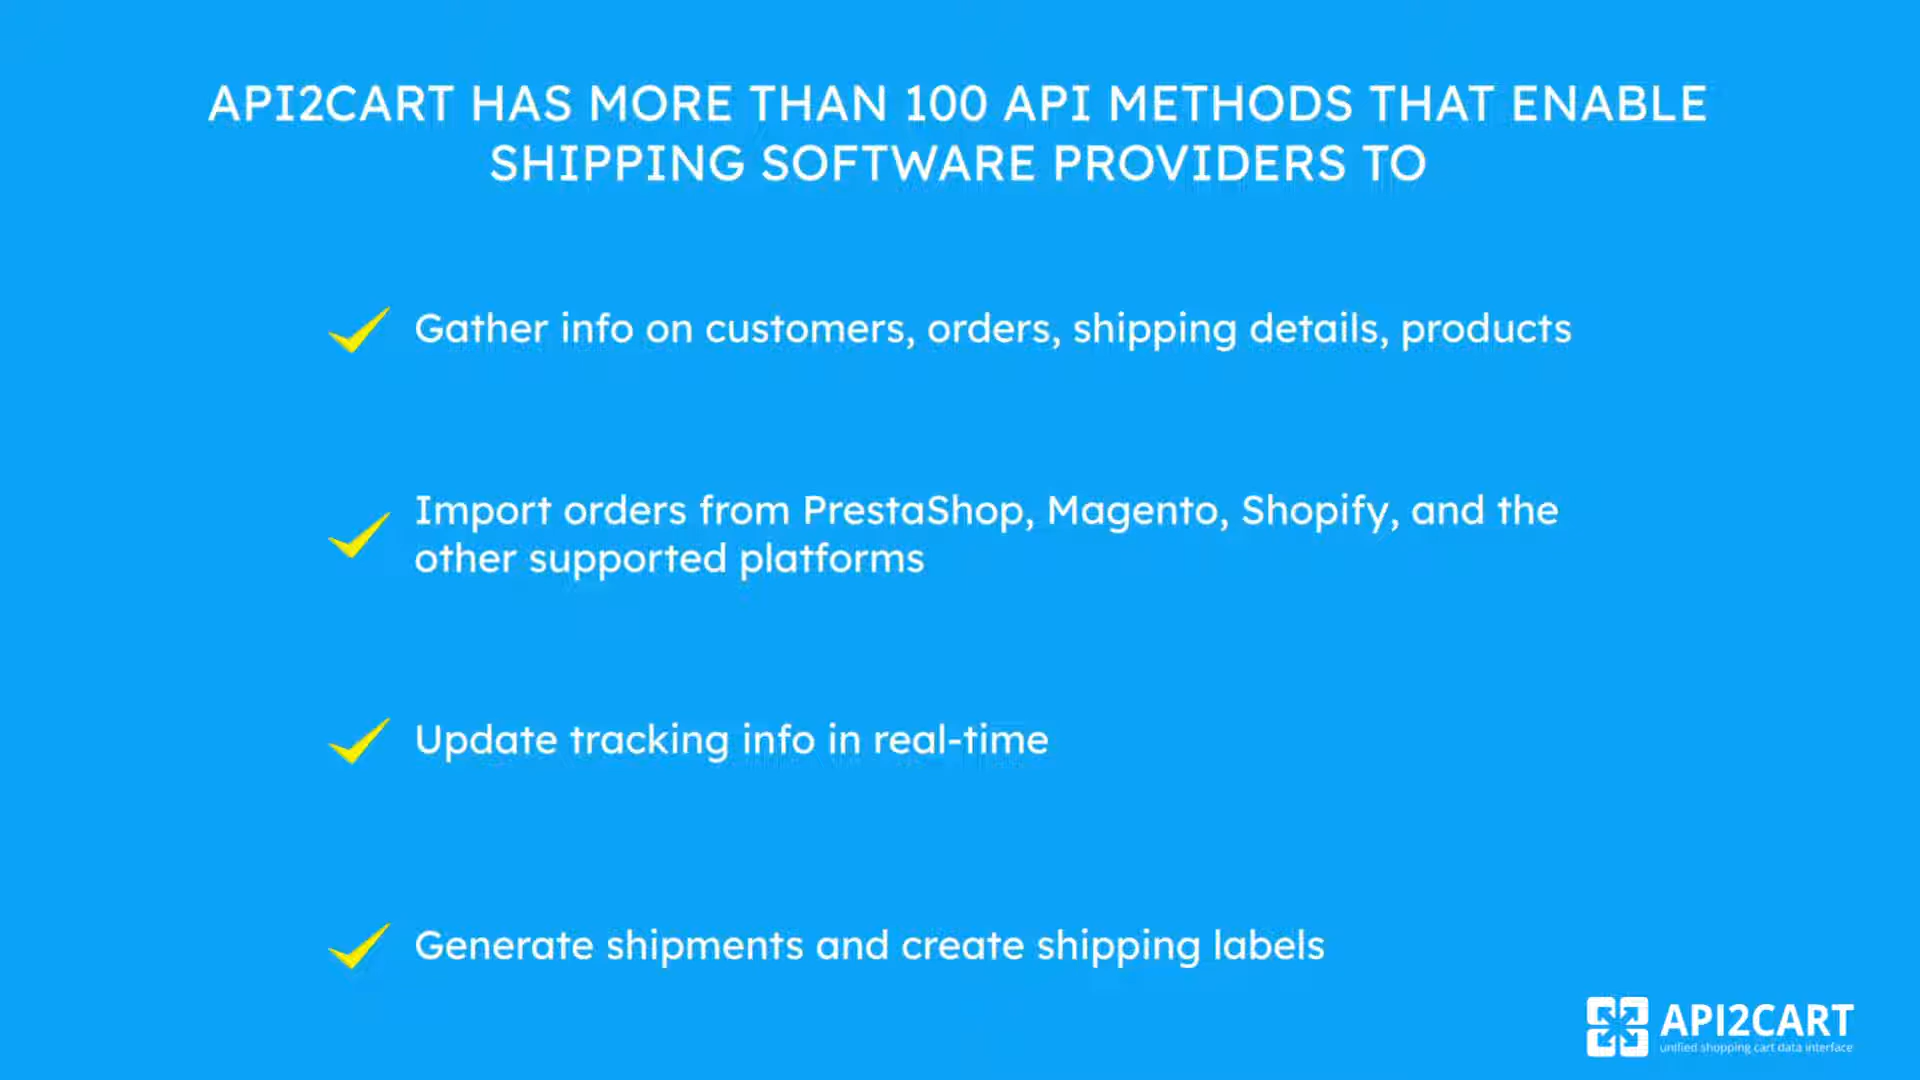 API2CART HAS MORE THAN 100 API METHODS THAT ENABLE
SHIPPING SOFTWARE PROVIDERS TO
Gather info on customers, orders, shipping details, products
Import orders from PrestaShop, Magento, Shopify, and the
other supported platforms
Update tracking info in real-time
Generate shipments and create shipping labels
API2CART
unified shopping cart data interface